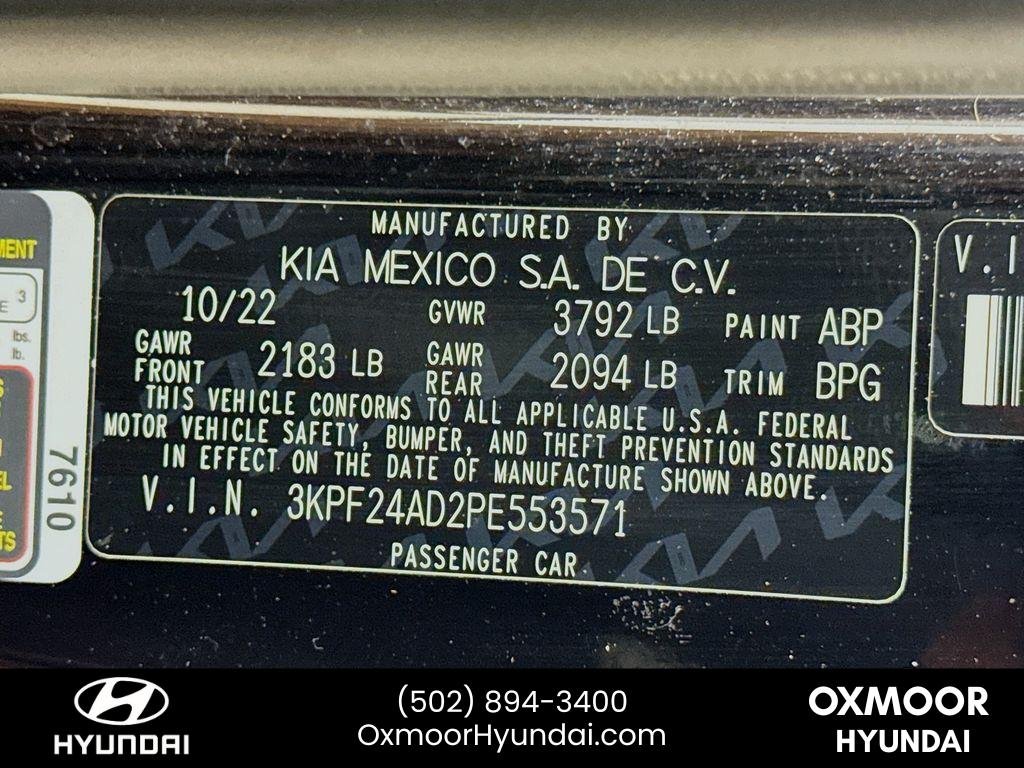 MANUFACTURED BY
KIA MEXICO S.A. DE C.V.
10/22 GVWR 3792 LB PAINT ABP
GAWR FRONT 2183 LB GAWR REAR 2094 LB TRIM BPG
THIS VEHICLE CONFORMS TO ALL APPLICABLE U.S.A. FEDERAL
MOTOR VEHICLE SAFETY, BUMPER, AND THEFT PREVENTION STANDARDS
IN EFFECT ON THE DATE OF MANUFACTURE SHOWN ABOVE.
V.I.N. 3KPF24AD2PE553571
PASSENGER CAR
3
lbs.
lb.
7610
V.I
HYUNDAI
(502) 894-3400
OxmoorHyundai.com
OXMOOR
HYUNDAI